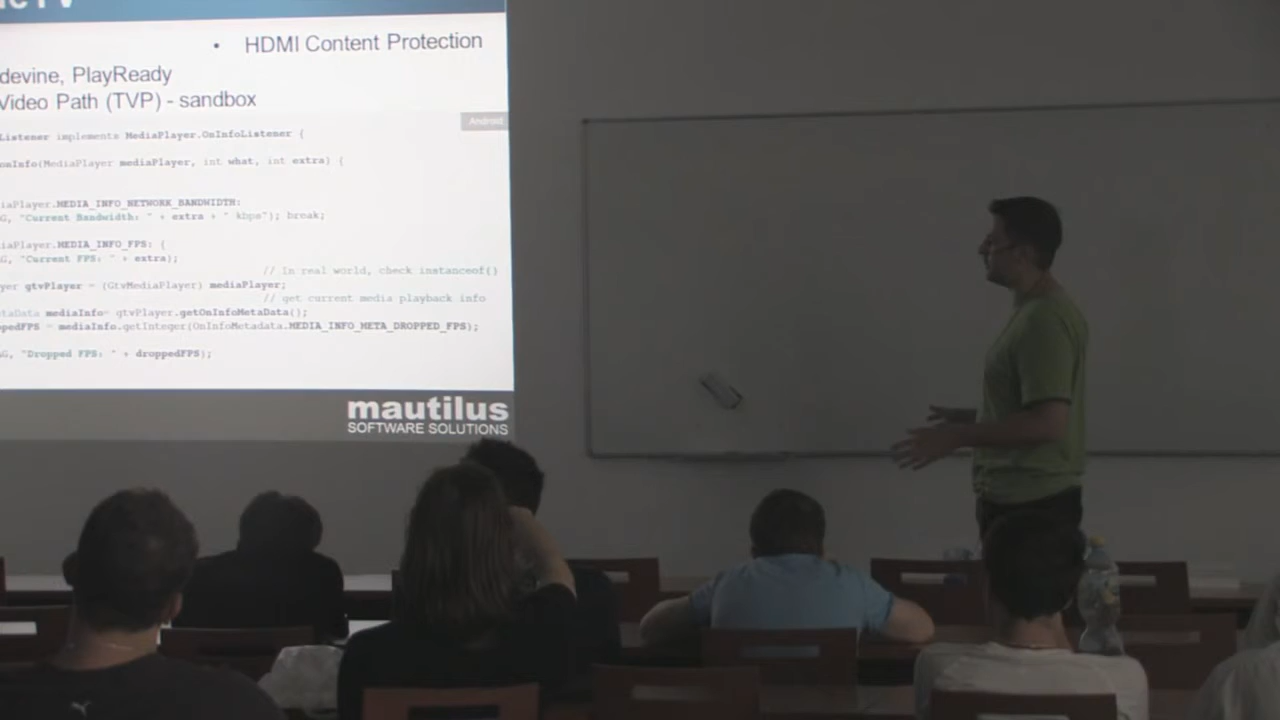 HDMI Content Protection
devine, PlayReady
Video Path (TVP) - sandbox
Android
Listener implements MediaPlayer.OnInfoListener {
onInfo(MediaPlayer mediaPlayer, int what, int extra) {
iaPlayer.MEDIA_INFO_NETWORK_BANDWIDTH:
G, "Current Bandwidth: " + extra + " kbps"); break;
iaPlayer.MEDIA_INFO_FPS: {
G, "Current FPS: " + extra);
// In real world, check instanceof()
yer gtvPlayer = (GtvMediaPlayer) mediaPlayer;
// get current media playback info
taData mediaInfo= gtvPlayer.getOnInfoMetaData();
pedFPS = mediaInfo.getInteger(OnInfoMetadata.MEDIA_INFO_META_DROPPED_FPS);
G, "Dropped FPS: " + droppedFPS);
mautilus
SOFTWARE SOLUTIONS